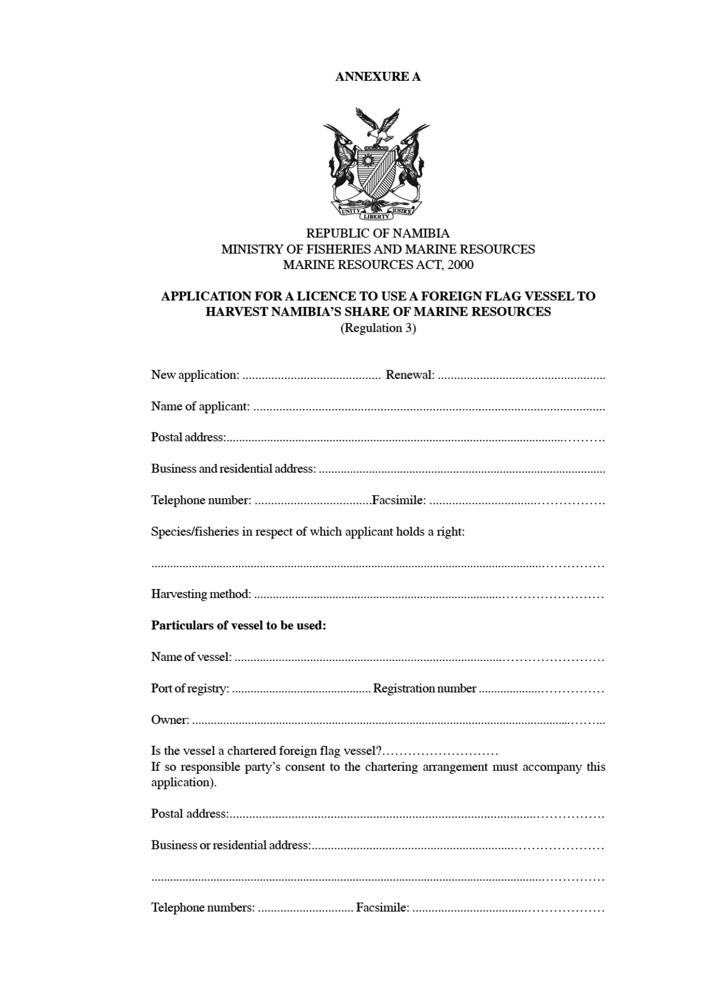 ANNEXURE A
UNITY LIBERTY JUSTICE
REPUBLIC OF NAMIBIA
MINISTRY OF FISHERIES AND MARINE RESOURCES
MARINE RESOURCES ACT, 2000
APPLICATION FOR A LICENCE TO USE A FOREIGN FLAG VESSEL TO
HARVEST NAMIBIA'S SHARE OF MARINE RESOURCES
(Regulation 3)
New application: ........................................... Renewal: ....................................................
Name of applicant: .............................................................................................................
Postal address:.........................................................................................................……….
Business and residential address: .........................................................................................
Telephone number: ....................................Facsimile: .................................…………….
Species/fisheries in respect of which applicant holds a right:
.........................................................................................................................……………
Harvesting method: .............................................................................……………………
Particulars of vessel to be used:
Name of vessel: ...................................................................................……………………
Port of registry: ........................................... Registration number ....................……………
Owner: .....................................................................................................................……...
Is the vessel a chartered foreign flag vessel?………………………
If so responsible party's consent to the chartering arrangement must accompany this
application).
Postal address:...............................................................................................…………….
Business or residential address:...............................................................…………………
.........................................................................................................................……………
Telephone numbers: ............................. Facsimile: ....................................………………